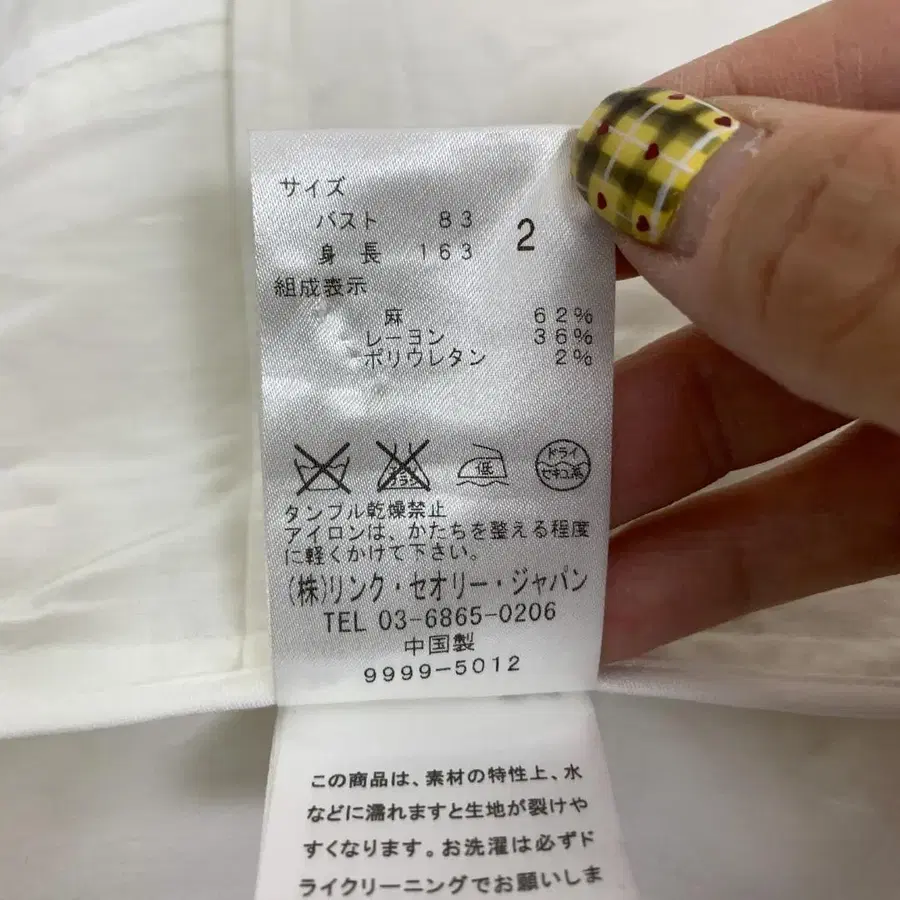 サイズ
バスト 83
身長 163
2
組成表示
麻 62%
レーヨン 36%
ポリウレタン 2%
低
ドライ
セキユ系
タンブル乾燥禁止
アイロンは、かたちを整える程度
に軽くかけて下さい。
(株)リンク・セオリー・ジャパン
TEL 03-6865-0206
中国製
9999-5012
この商品は、素材の特性上、水
などに濡れますと生地が裂けや
すくなります。お洗濯は必ずド
ライクリーニングでお願いしま